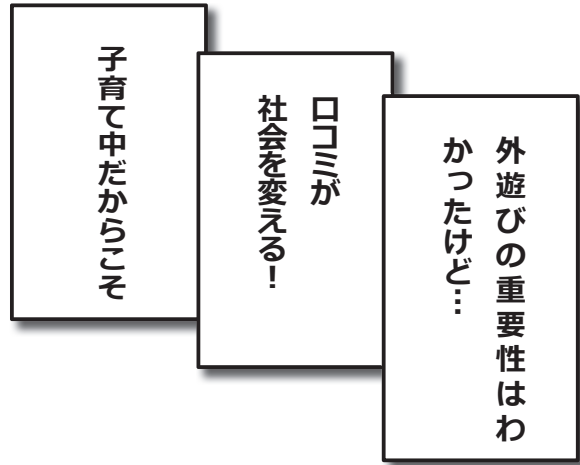 外遊びの重要性はわ
かったけど…
口コミが
社会を変える！
子育て中だからこそ